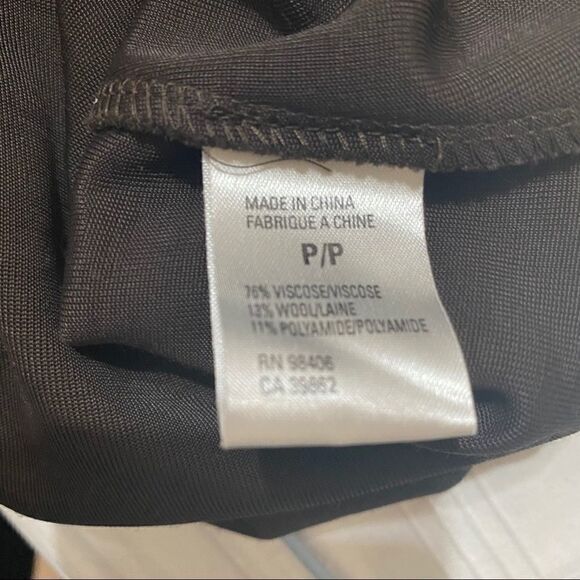 MADE IN CHINA
FABRIQUE A CHINE
P/P
76% VISCOSE/VISCOSE
13% WOOL/LAINE
11% POLYAMIDE/POLYAMIDE
RN 98406
CA 39862